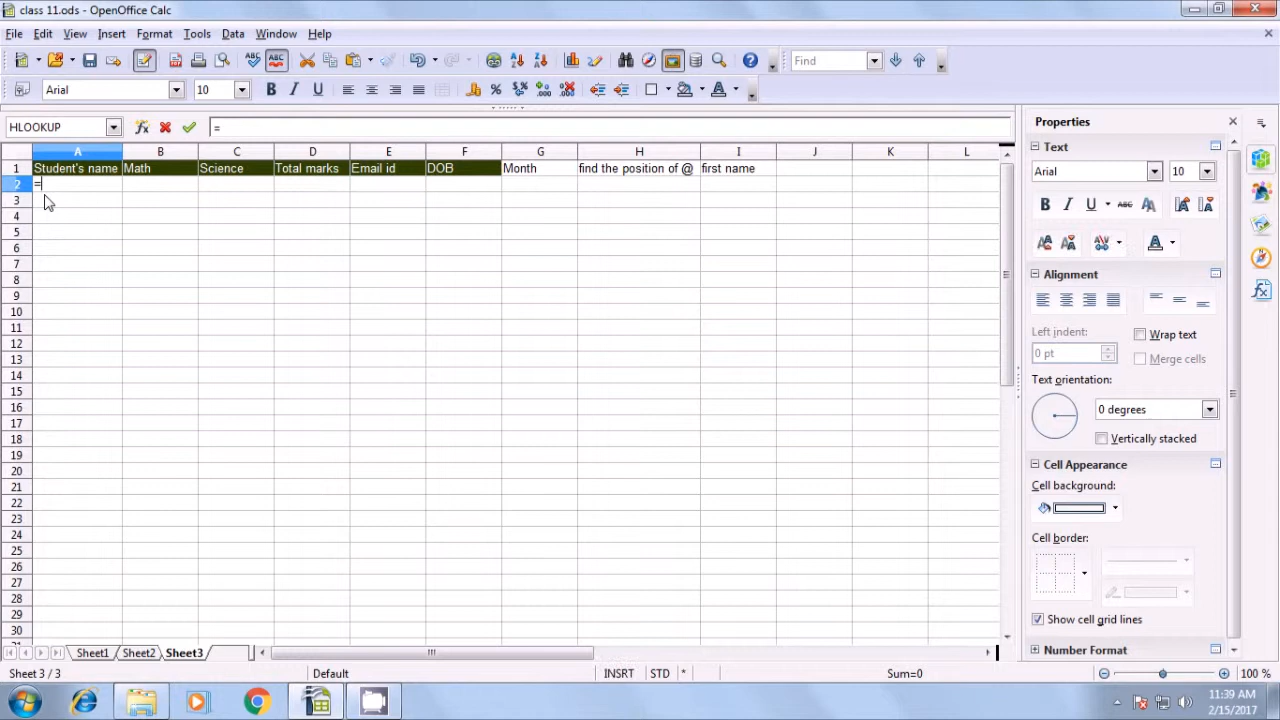 class 11.ods - OpenOffice Calc
File Edit View Insert Format Tools Data Window Help
Find
Arial 10
HLOOKUP =
Properties
A B C D E F G H I J K L
1 Student's name Math Science Total marks Email id DOB Month find the position of @ first name
2 =
3
4
5
6
7
8
9
10
11
12
13
14
15
16
17
18
19
20
21
22
23
24
25
26
27
28
29
30
Text
Arial 10
Alignment
Left indent:
0 pt
Wrap text
Merge cells
Text orientation:
0 degrees
Vertically stacked
Cell Appearance
Cell background:
Cell border:
Show cell grid lines
Number Format
Sheet1 Sheet2 Sheet3
Sheet 3 / 3 Default INSRT STD * Sum=0 100 %
11:39 AM
2/15/2017